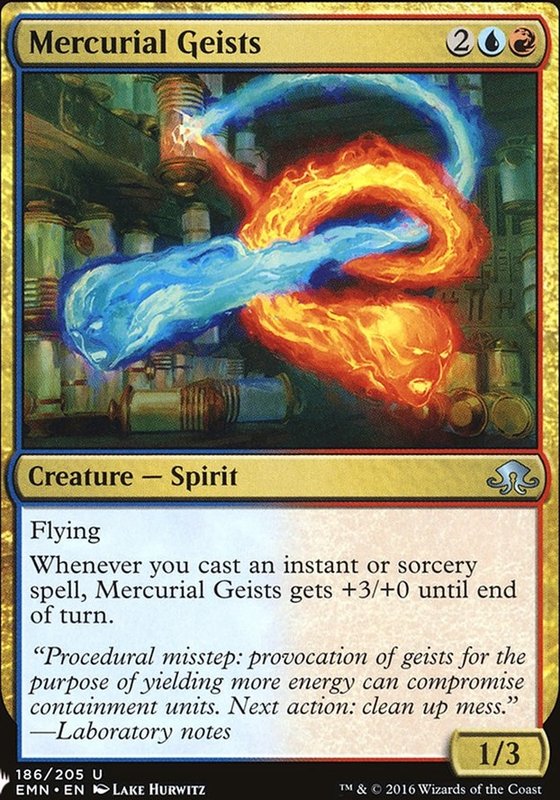 Mercurial Geists 2
Creature — Spirit
Flying
Whenever you cast an instant or sorcery
spell, Mercurial Geists gets +3/+0 until end
of turn.
“Procedural misstep: provocation of geists for the
purpose of yielding more energy can compromise
containment units. Next action: clean up mess.”
—Laboratory notes
1/3
186/205 U
EMN • EN Lake Hurwitz
™ & © 2016 Wizards of the Coast